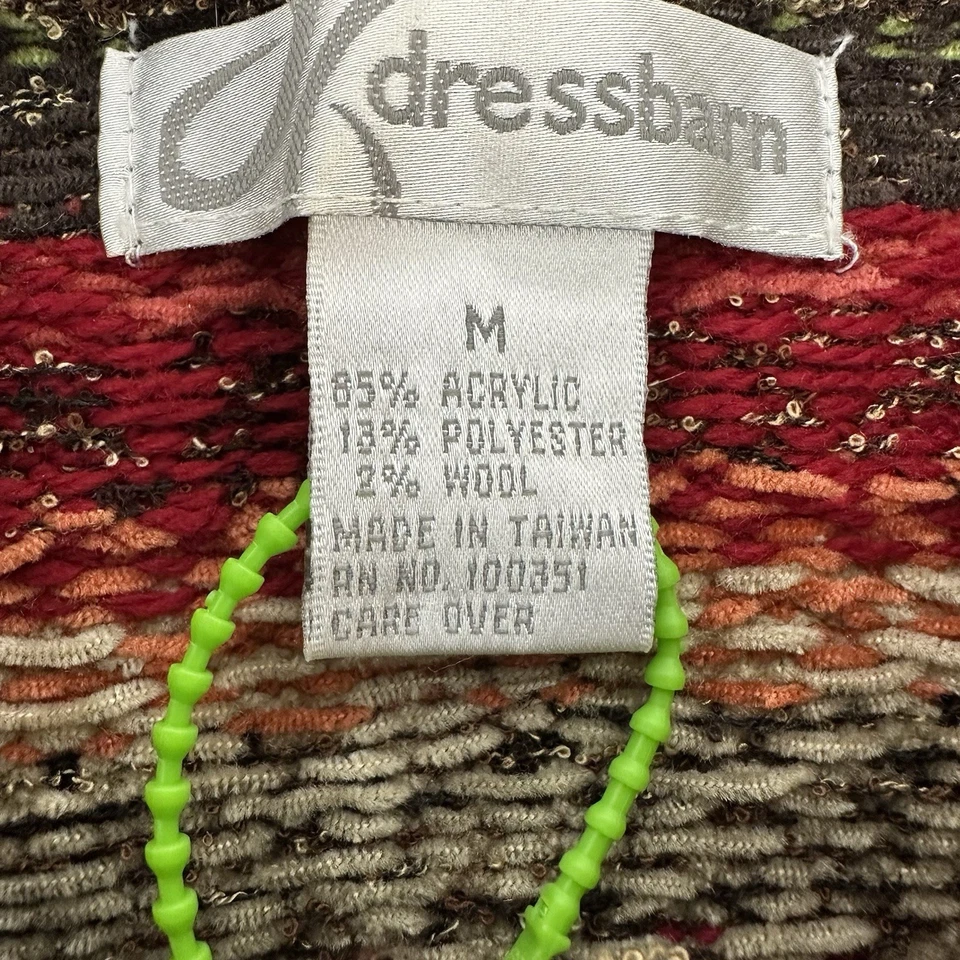 dressbarn
M
85% ACRYLIC
13% POLYESTER
2% WOOL
MADE IN TAIWAN
RN NO. 100351
CARE OVER